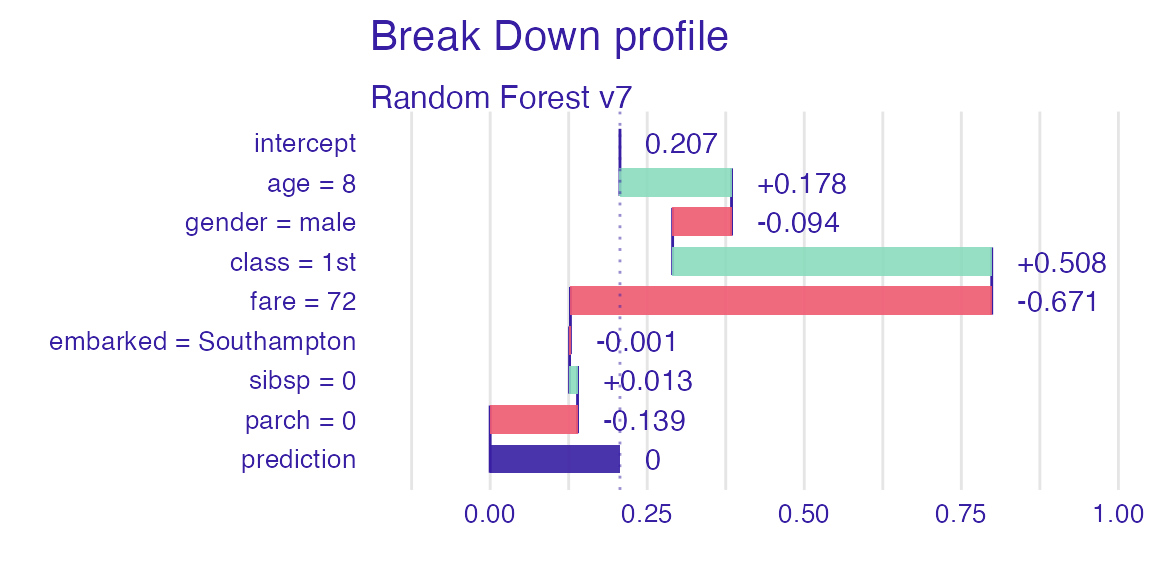 Break Down profile
Random Forest v7
intercept 0.207
age = 8 +0.178
gender = male -0.094
class = 1st +0.508
fare = 72 -0.671
embarked = Southampton -0.001
sibsp = 0 +0.013
parch = 0 -0.139
prediction 0
0.00 0.25 0.50 0.75 1.00